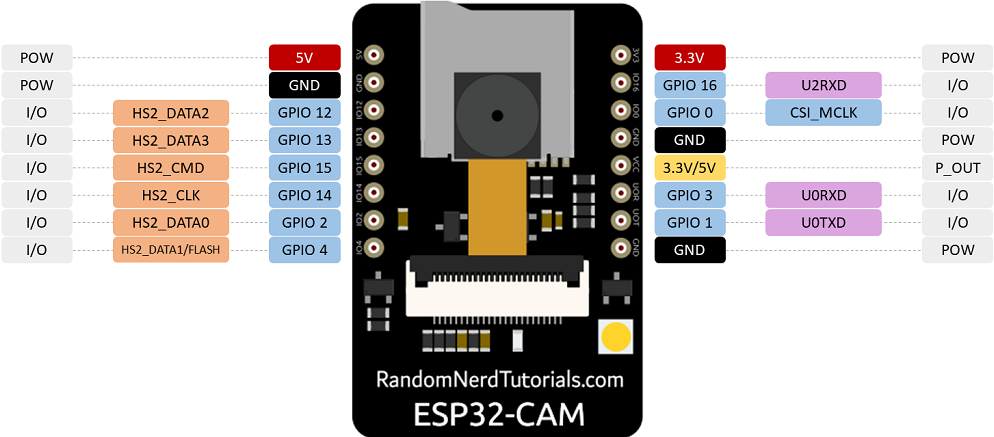 POW 5V 5V 3V3 3.3V POW
POW GND GND IO16 GPIO 16 U2RXD I/O
I/O HS2_DATA2 GPIO 12 IO12 IO0 GPIO 0 CSI_MCLK I/O
I/O HS2_DATA3 GPIO 13 IO13 GND GND POW
I/O HS2_CMD GPIO 15 IO15 VCC 3.3V/5V P_OUT
I/O HS2_CLK GPIO 14 IO14 UOR GPIO 3 U0RXD I/O
I/O HS2_DATA0 GPIO 2 IO2 UOT GPIO 1 U0TXD I/O
I/O HS2_DATA1/FLASH GPIO 4 IO4 GND GND POW
RandomNerdTutorials.com
ESP32-CAM